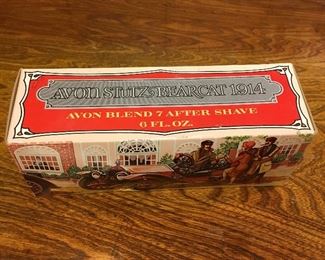 AVON STUTZ BEARCAT 1914
AVON BLEND 7 AFTER SHAVE
6 FL. OZ.